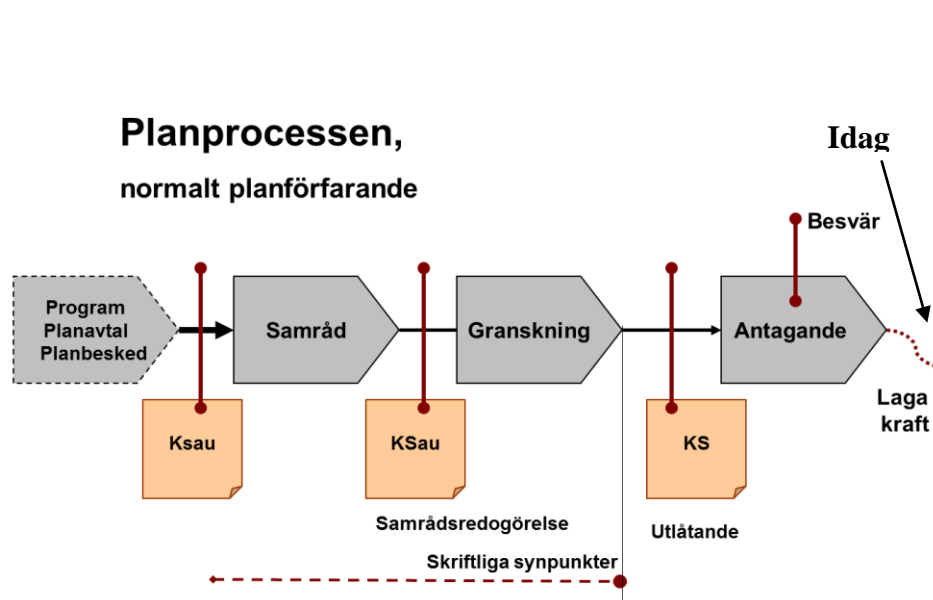 Planprocessen,
normalt planförfarande
Idag
Besvär
Program
Planavtal
Planbesked
Samråd
Granskning
Antagande
Laga
kraft
Ksau
KSau
KS
Samrådsredogörelse
Utlåtande
Skriftliga synpunkter